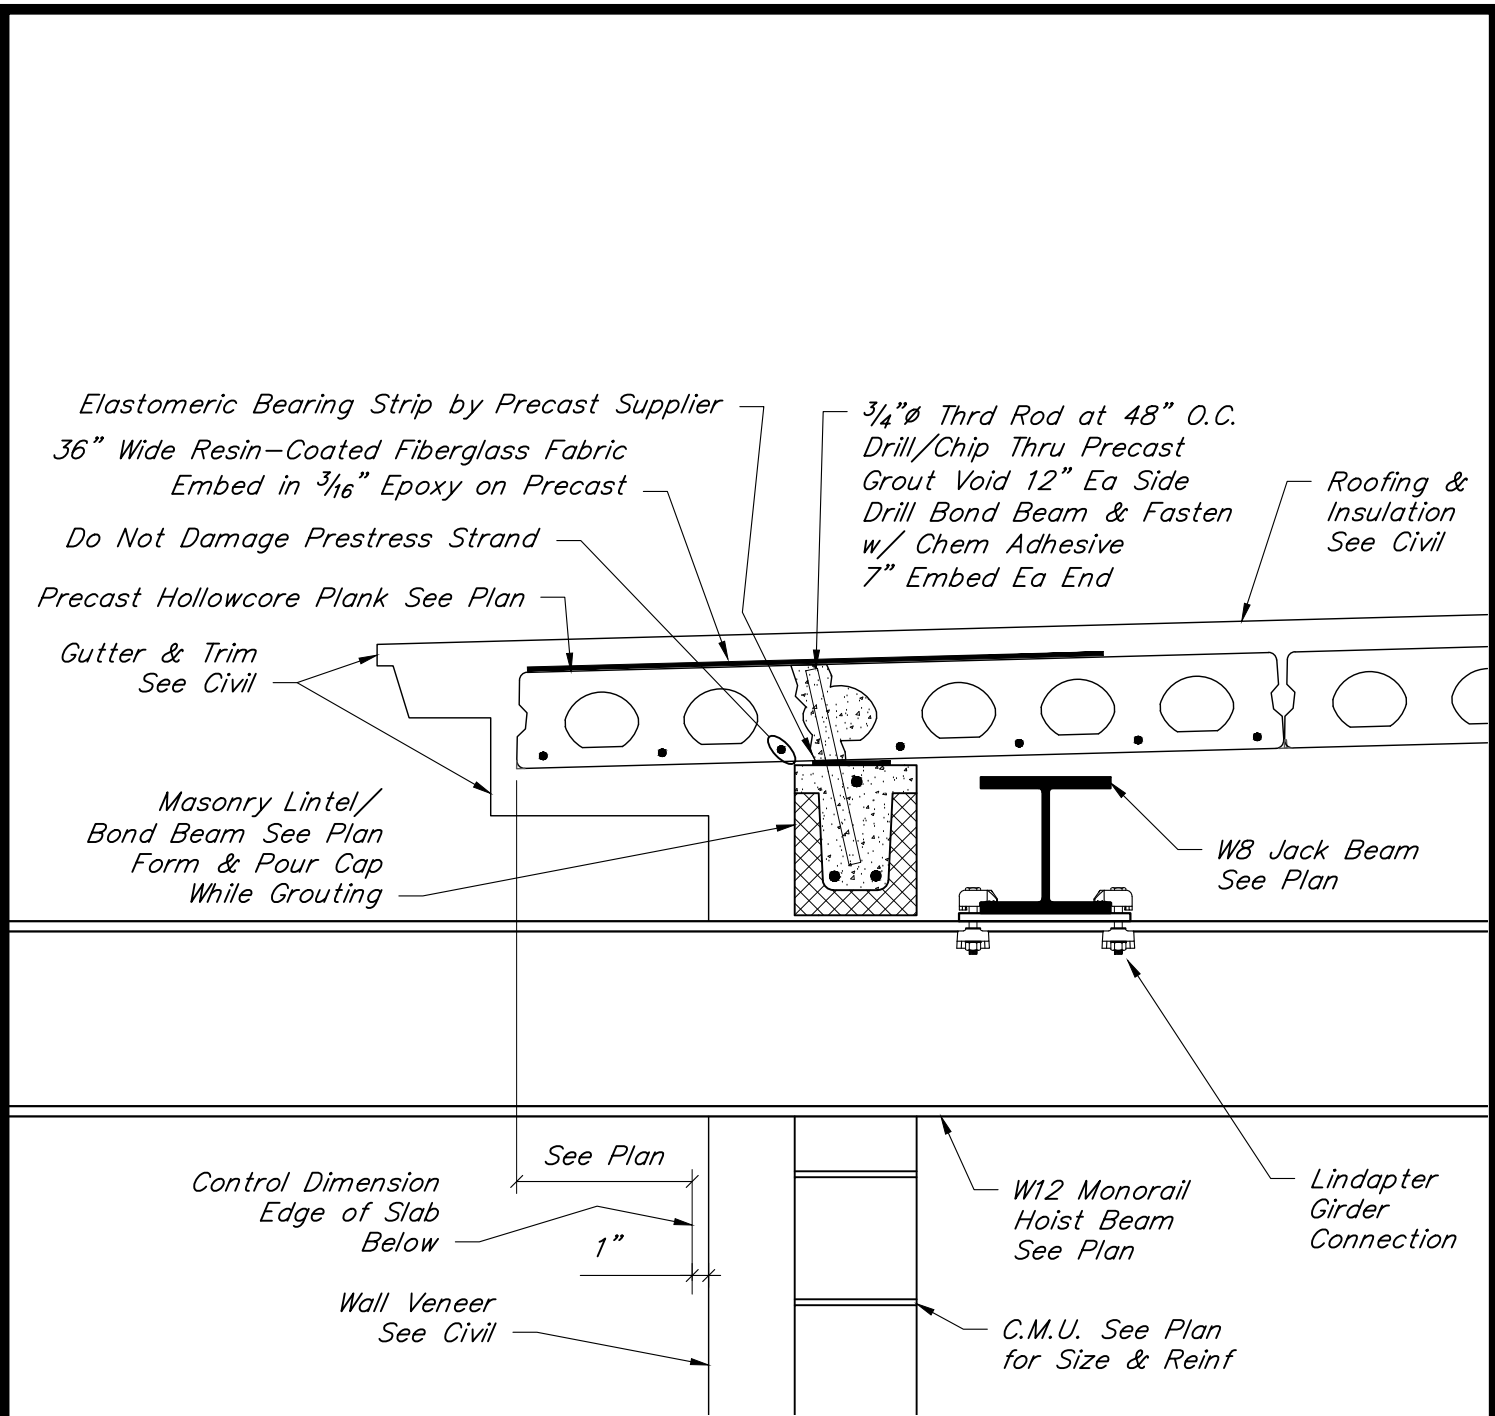 Elastomeric Bearing Strip by Precast Supplier
36" Wide Resin-Coated Fiberglass Fabric
Embed in 3/16" Epoxy on Precast
Do Not Damage Prestress Strand
Precast Hollowcore Plank See Plan
Gutter & Trim
See Civil
3/4"ø Thrd Rod at 48" O.C.
Drill/Chip Thru Precast
Grout Void 12" Ea Side
Drill Bond Beam & Fasten
w/ Chem Adhesive
7" Embed Ea End
Roofing &
Insulation
See Civil
Masonry Lintel/
Bond Beam See Plan
Form & Pour Cap
While Grouting
W8 Jack Beam
See Plan
See Plan
Control Dimension
Edge of Slab
Below
1"
Wall Veneer
See Civil
W12 Monorail
Hoist Beam
See Plan
Lindapter
Girder
Connection
C.M.U. See Plan
for Size & Reinf